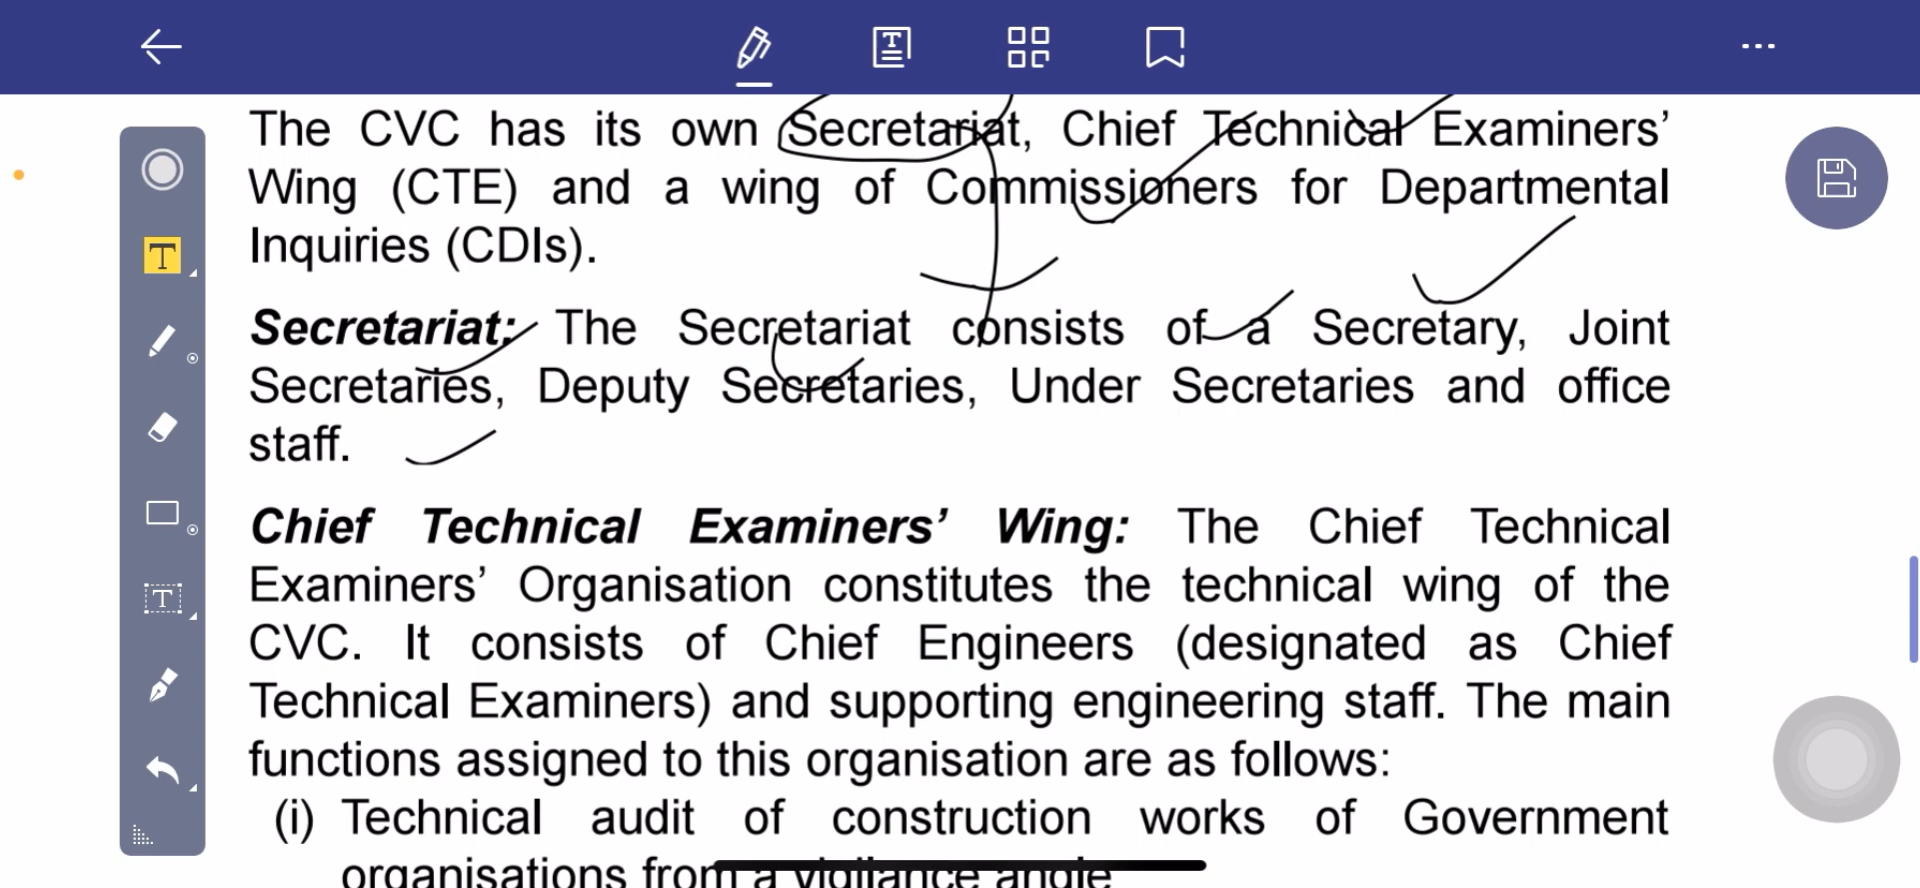 The CVC has its own Secretariat, Chief Technical Examiners’
Wing (CTE) and a wing of Commissioners for Departmental
Inquiries (CDIs).
Secretariat: The Secretariat consists of a Secretary, Joint
Secretaries, Deputy Secretaries, Under Secretaries and office
staff.
Chief Technical Examiners’ Wing: The Chief Technical
Examiners’ Organisation constitutes the technical wing of the
CVC. It consists of Chief Engineers (designated as Chief
Technical Examiners) and supporting engineering staff. The main
functions assigned to this organisation are as follows:
(i) Technical audit of construction works of Government
organisations from a vigilance angle